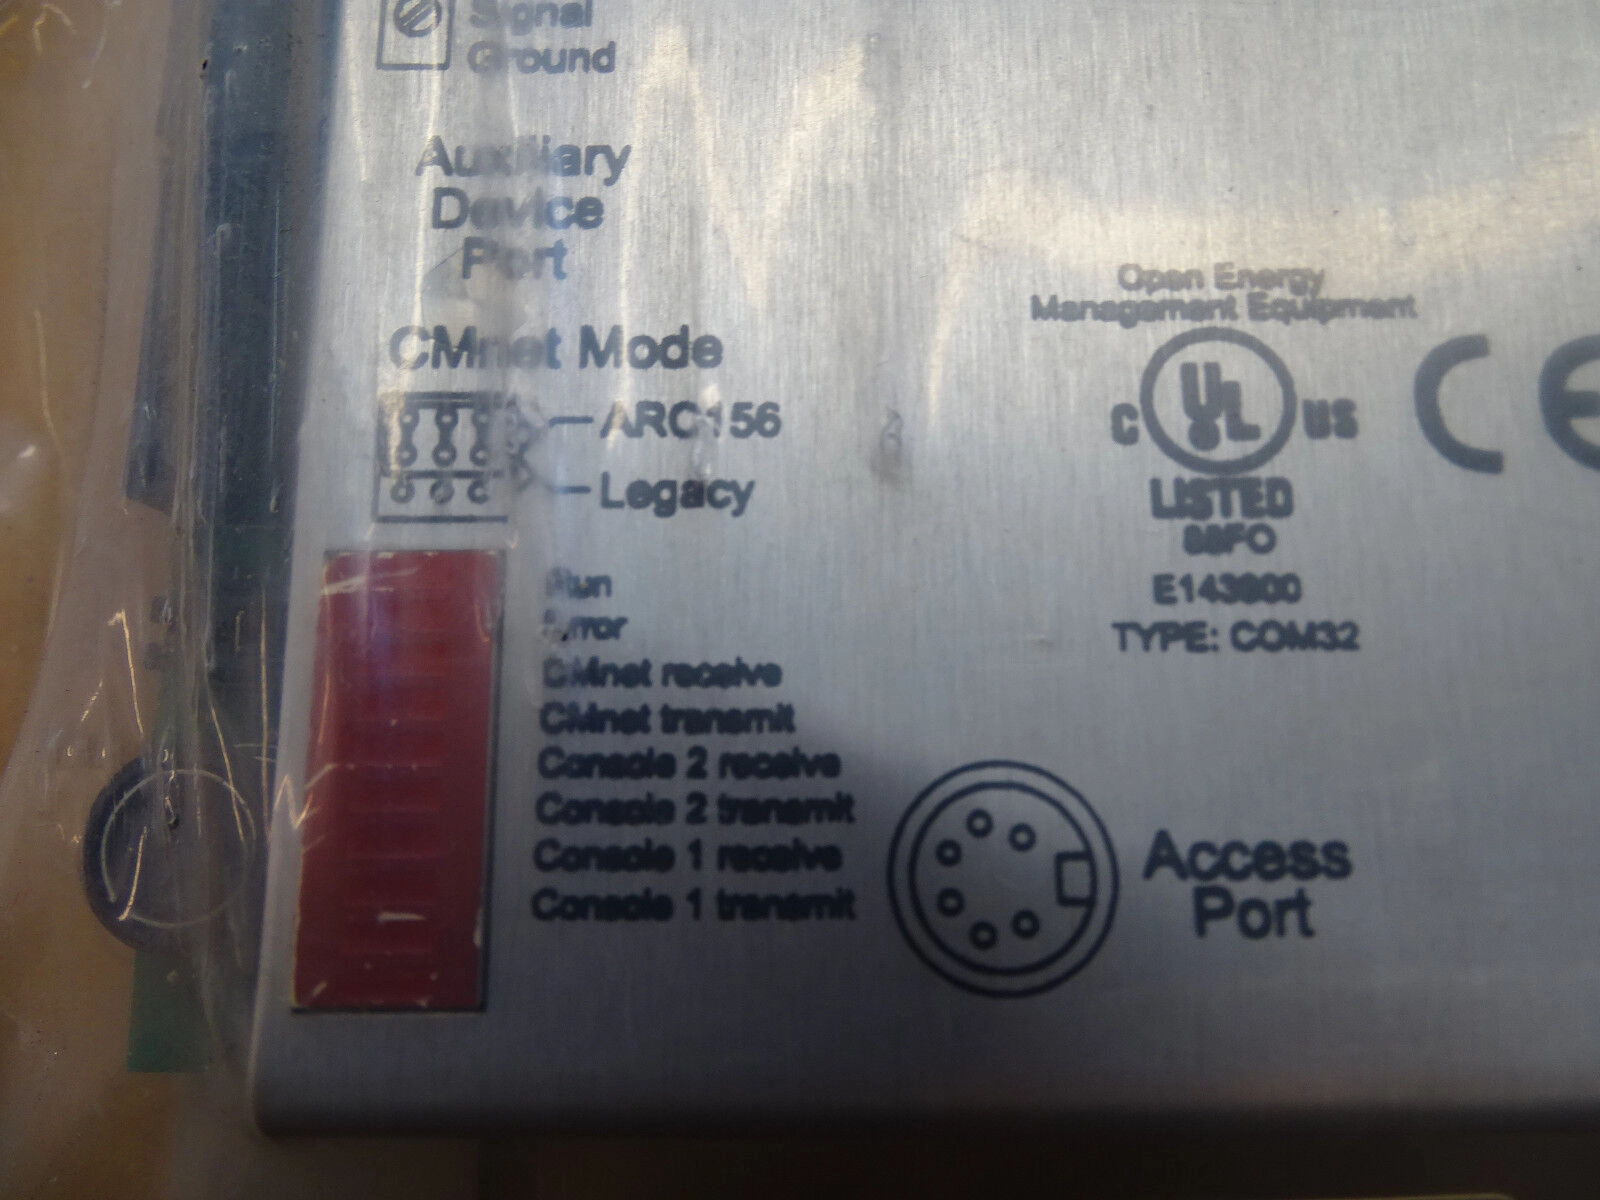 Signal
Ground
Auxiliary
Device
Port
CMnet Mode
ARC156
Legacy
Open Energy
Management Equipment
C UL US
CE
LISTED
Run
Error
CMnet receive
CMnet transmit
Console 2 receive
Console 2 transmit
Console 1 receive
Console 1 transmit
E143900
TYPE: COM32
Access
Port